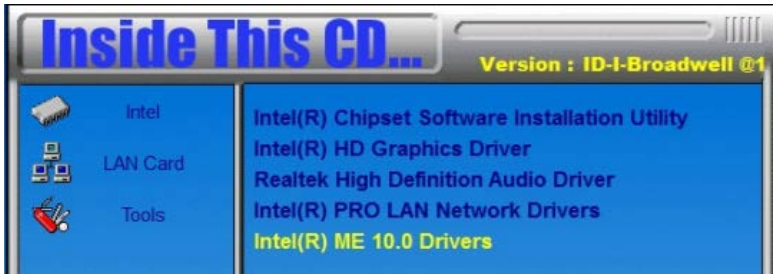 Inside This CD...
Version : ID-I-Broadwell @1
Intel
LAN Card
Tools
Intel(R) Chipset Software Installation Utility
Intel(R) HD Graphics Driver
Realtek High Definition Audio Driver
Intel(R) PRO LAN Network Drivers
Intel(R) ME 10.0 Drivers